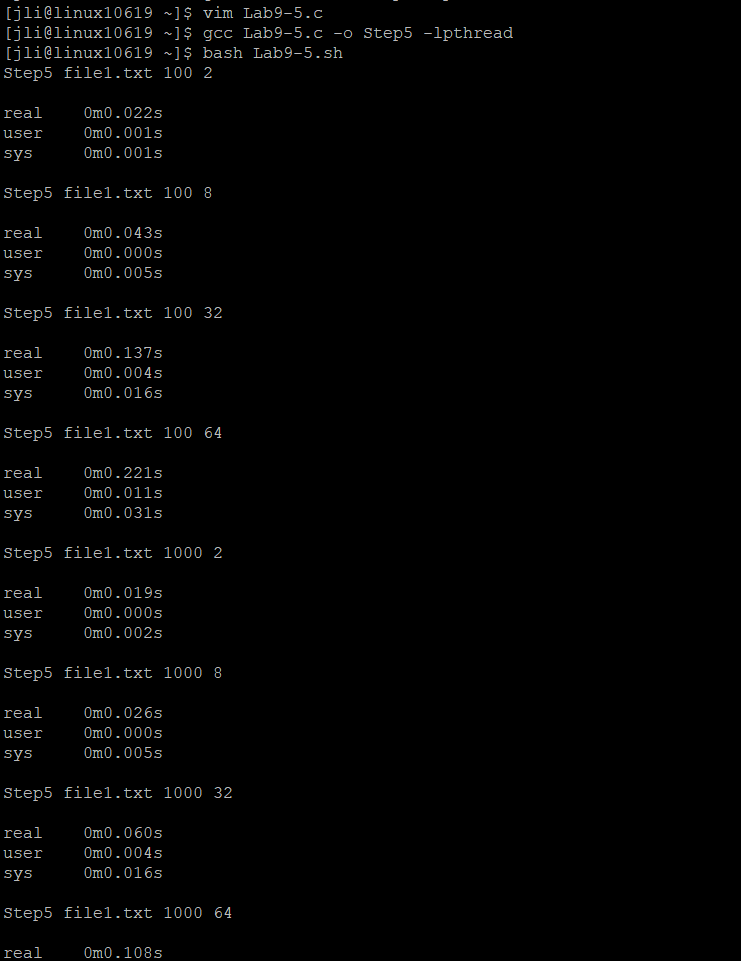 [jli@linux10619 ~]$ vim Lab9-5.c
[jli@linux10619 ~]$ gcc Lab9-5.c -o Step5 -lpthread
[jli@linux10619 ~]$ bash Lab9-5.sh
Step5 file1.txt 100 2
real    0m0.022s
user    0m0.001s
sys     0m0.001s
Step5 file1.txt 100 8
real    0m0.043s
user    0m0.000s
sys     0m0.005s
Step5 file1.txt 100 32
real    0m0.137s
user    0m0.004s
sys     0m0.016s
Step5 file1.txt 100 64
real    0m0.221s
user    0m0.011s
sys     0m0.031s
Step5 file1.txt 1000 2
real    0m0.019s
user    0m0.000s
sys     0m0.002s
Step5 file1.txt 1000 8
real    0m0.026s
user    0m0.000s
sys     0m0.005s
Step5 file1.txt 1000 32
real    0m0.060s
user    0m0.004s
sys     0m0.016s
Step5 file1.txt 1000 64
real    0m0.108s